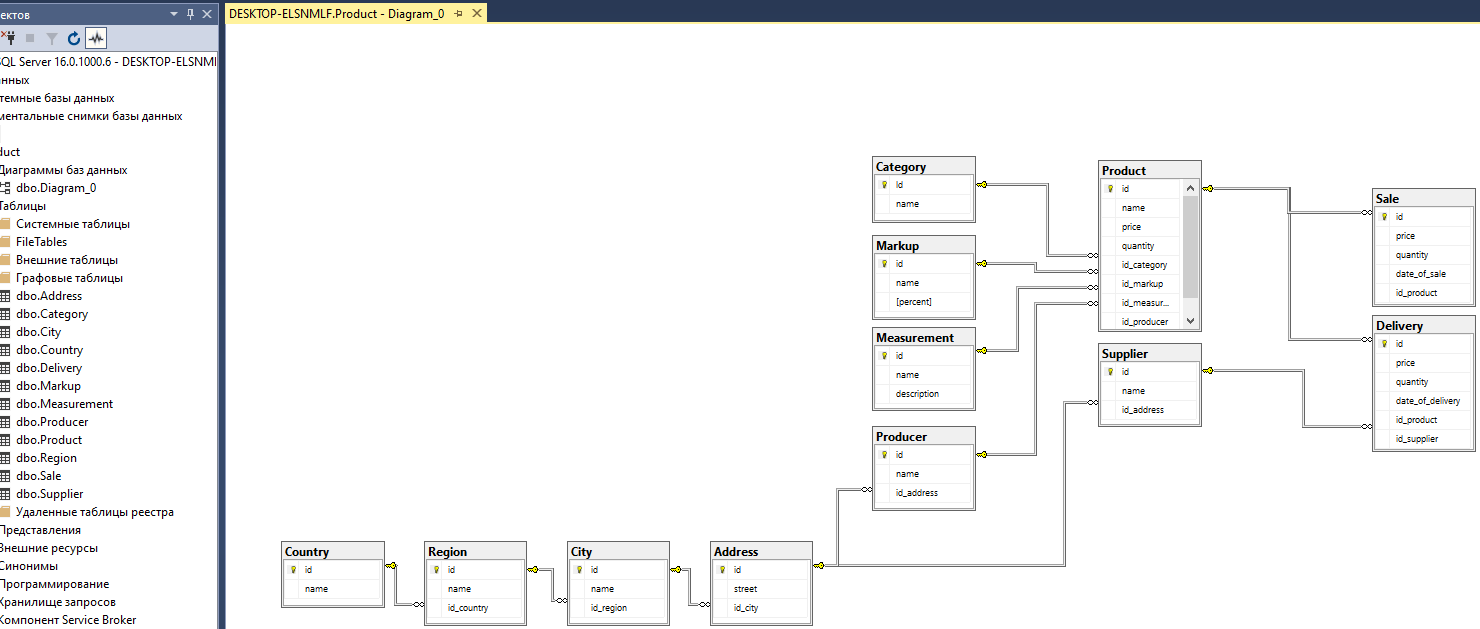 ектов
DESKTOP-ELSNMLF.Product - Diagram_0
SQL Server 16.0.1000.6 - DESKTOP-ELSNML
анных
темные базы данных
ментальные снимки базы данных
duct
Диаграммы баз данных
dbo.Diagram_0
Таблицы
Системные таблицы
FileTables
Внешние таблицы
Графовые таблицы
dbo.Address
dbo.Category
dbo.City
dbo.Country
dbo.Delivery
dbo.Markup
dbo.Measurement
dbo.Producer
dbo.Product
dbo.Region
dbo.Sale
dbo.Supplier
Удаленные таблицы реестра
Представления
Внешние ресурсы
Синонимы
Программирование
Хранилище запросов
Компонент Service Broker
Category
Id
name
Markup
id
name
[percent]
Measurement
id
name
description
Producer
id
name
id_address
Country
id
name
Region
id
name
id_country
City
id
name
id_region
Address
id
street
id_city
Product
id
name
price
quantity
id_category
id_markup
id_measur...
id_producer
Supplier
id
name
id_address
Sale
id
price
quantity
date_of_sale
id_product
Delivery
id
price
quantity
date_of_delivery
id_product
id_supplier